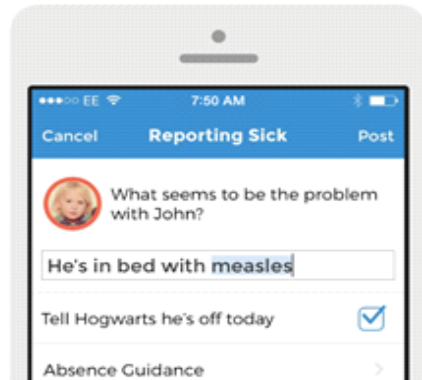 EE 7:50 AM
Cancel Reporting Sick Post
What seems to be the problem
with John?
He's in bed with measles
Tell Hogwarts he's off today
Absence Guidance